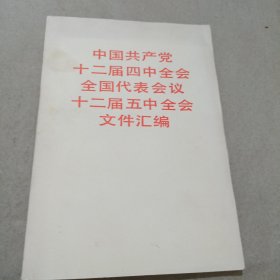 中国共产党
十二届四中全会
全国代表会议
十二届五中全会
文件汇编